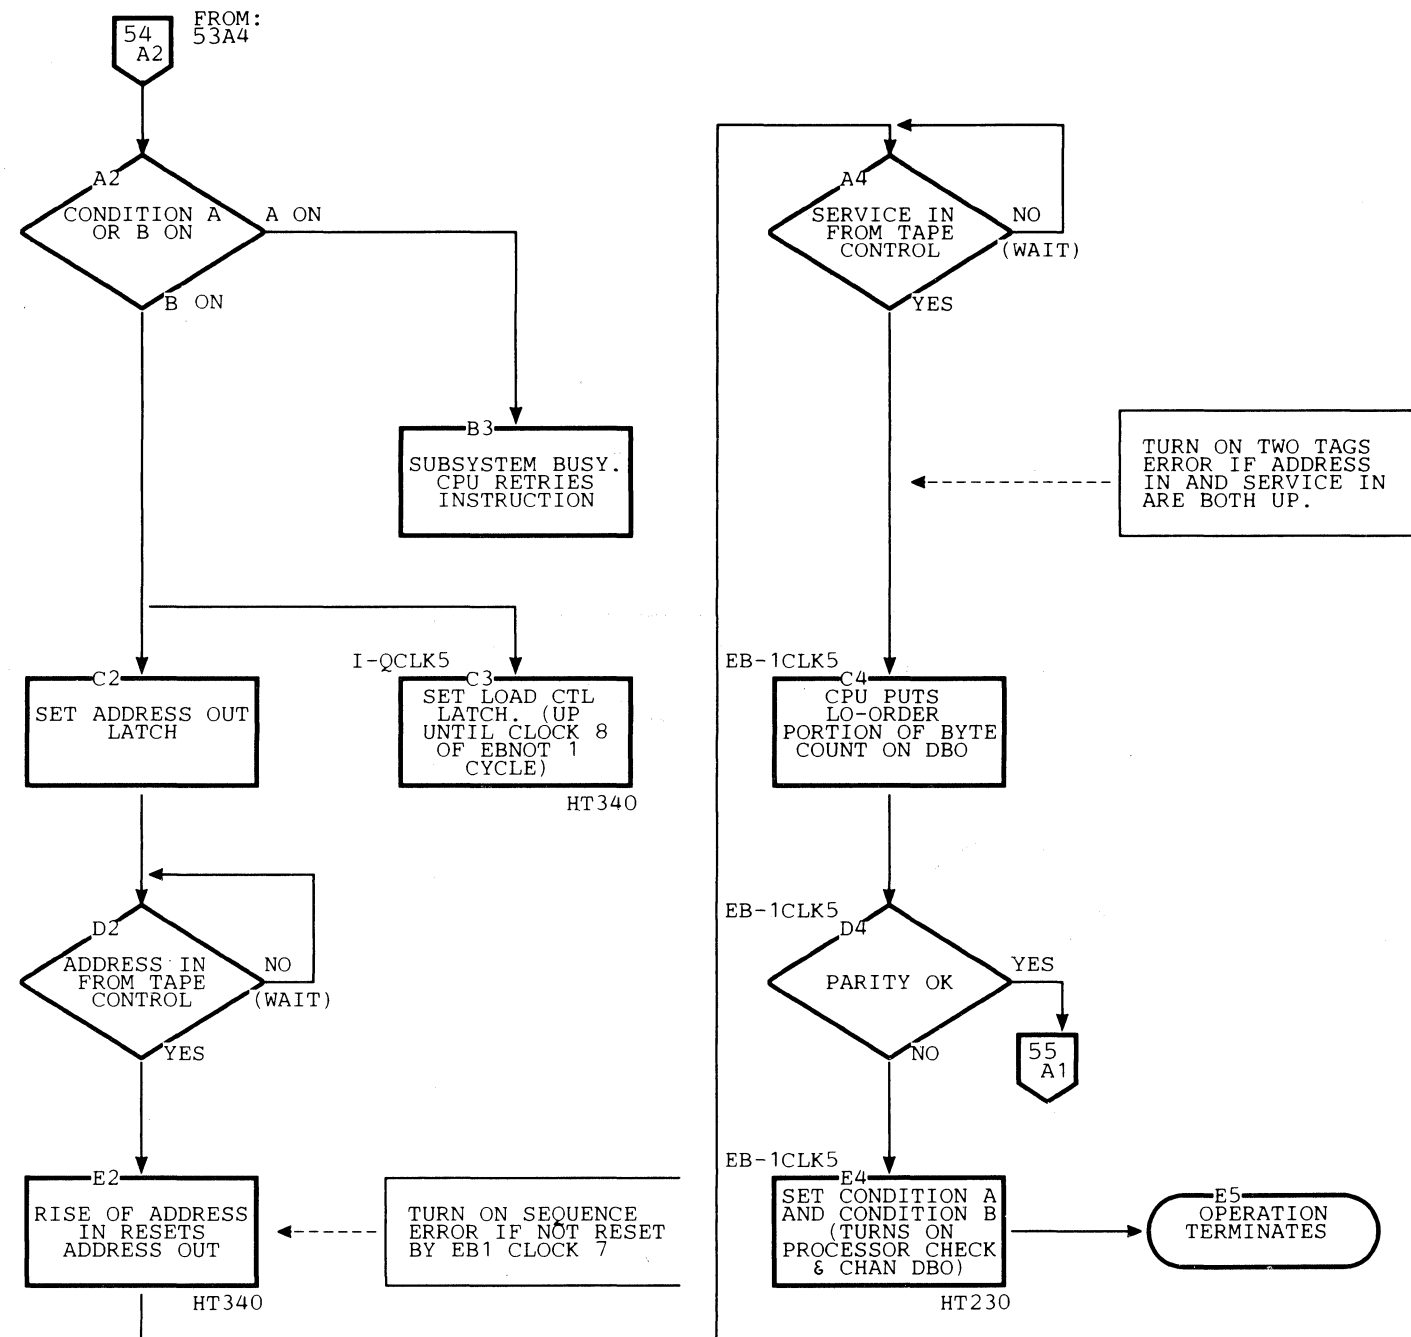 54
A2
FROM:
53A4
A2
CONDITION A
OR B ON
A ON
B ON
B3
SUBSYSTEM BUSY.
CPU RETRIES
INSTRUCTION
C2
SET ADDRESS OUT
LATCH
I-QCLK5
C3
SET LOAD CTL
LATCH. (UP
UNTIL CLOCK 8
OF EBNOT 1
CYCLE)
HT340
D2
ADDRESS IN
FROM TAPE
CONTROL
NO
(WAIT)
YES
E2
RISE OF ADDRESS
IN RESETS
ADDRESS OUT
HT340
TURN ON SEQUENCE
ERROR IF NOT RESET
BY EB1 CLOCK 7
A4
SERVICE IN
FROM TAPE
CONTROL
NO
(WAIT)
YES
TURN ON TWO TAGS
ERROR IF ADDRESS
IN AND SERVICE IN
ARE BOTH UP.
EB-1CLK5
C4
CPU PUTS
LO-ORDER
PORTION OF BYTE
COUNT ON DBO
EB-1CLK5
D4
PARITY OK
YES
NO
55
A1
EB-1CLK5
E4
SET CONDITION A
AND CONDITION B
(TURNS ON
PROCESSOR CHECK
& CHAN DBO)
HT230
E5
OPERATION
TERMINATES